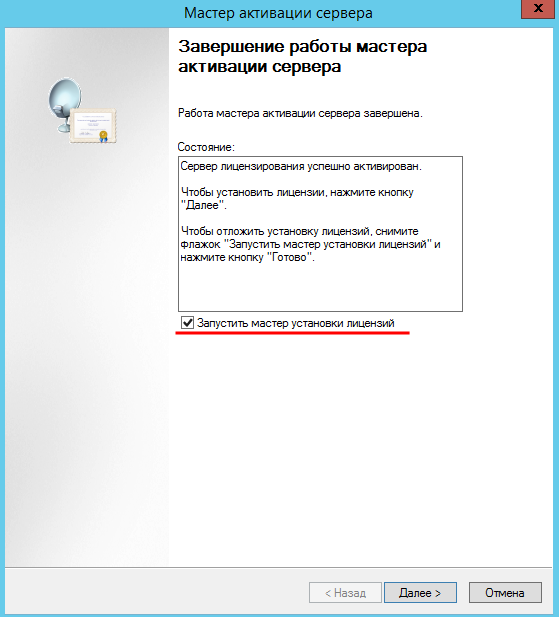 Мастер активации сервера
x
Завершение работы мастера
активации сервера
Работа мастера активации сервера завершена.
Состояние:
Сервер лицензирования успешно активирован.
Чтобы установить лицензии, нажмите кнопку
"Далее".
Чтобы отложить установку лицензий, снимите
флажок "Запустить мастер установки лицензий" и
нажмите кнопку "Готово".
Запустить мастер установки лицензий
< Назад
Далее >
Отмена